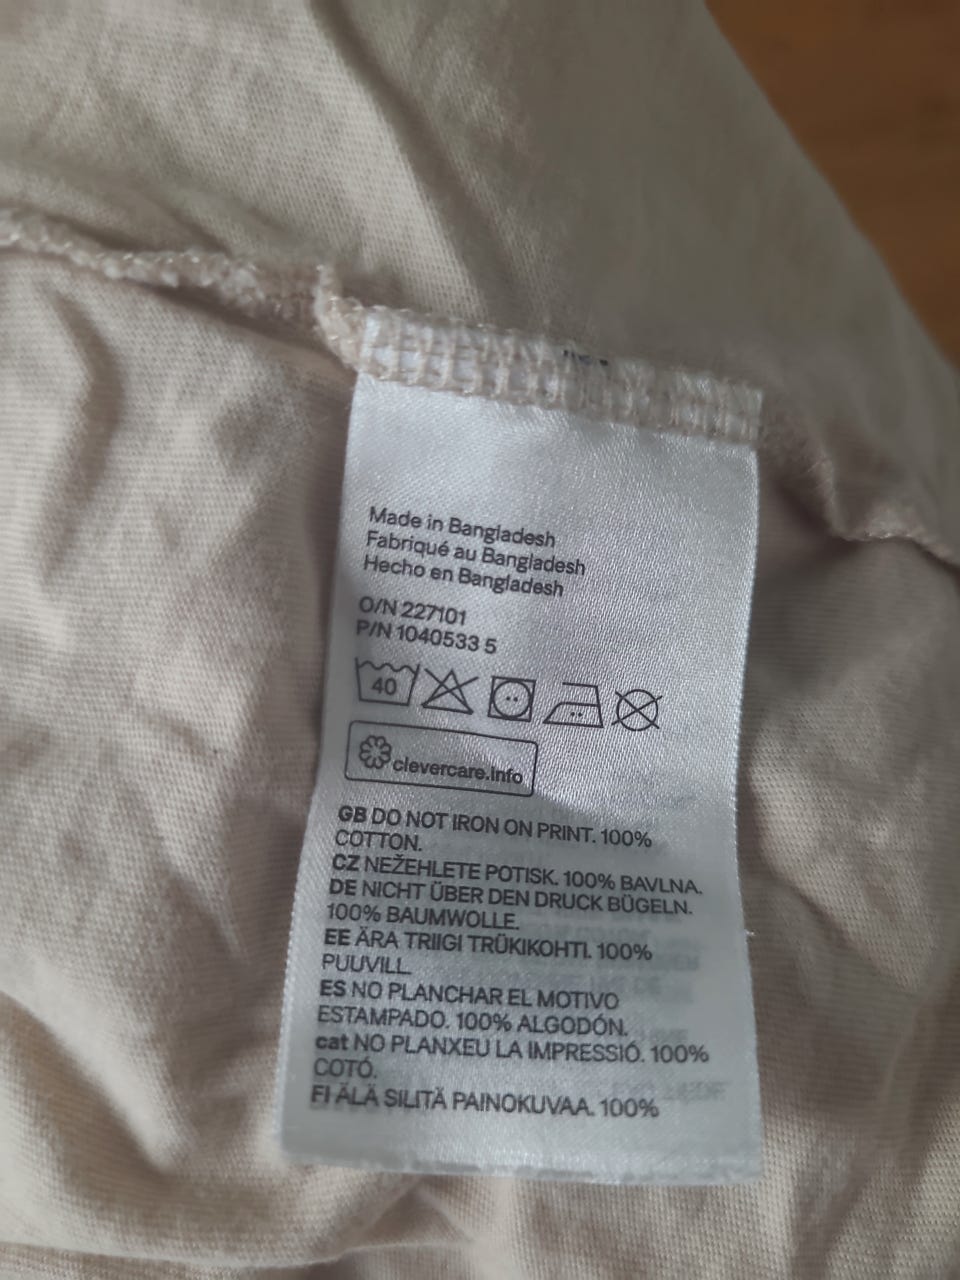 Made in Bangladesh
Fabriqué au Bangladesh
Hecho en Bangladesh
O/N 227101
P/N 1040533 5
40
clevercare.info
GB DO NOT IRON ON PRINT. 100%
COTTON.
CZ NEŽEHLETE POTISK. 100% BAVLNA.
DE NICHT ÜBER DEN DRUCK BÜGELN.
100% BAUMWOLLE.
EE ÄRA TRIIGI TRÜKIKOHTI. 100%
PUUVILL.
ES NO PLANCHAR EL MOTIVO
ESTAMPADO. 100% ALGODÓN.
cat NO PLANXEU LA IMPRESSIÓ. 100%
COTÓ.
FI ÄLÄ SILITÄ PAINOKUVAA. 100%